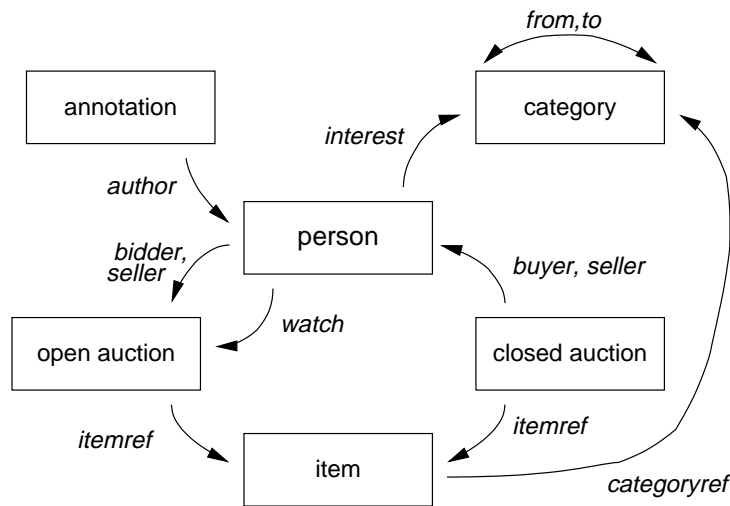 from,to
annotation
category
interest
author
person
bidder,
seller
buyer, seller
watch
open auction
closed auction
itemref
itemref
item
categoryref